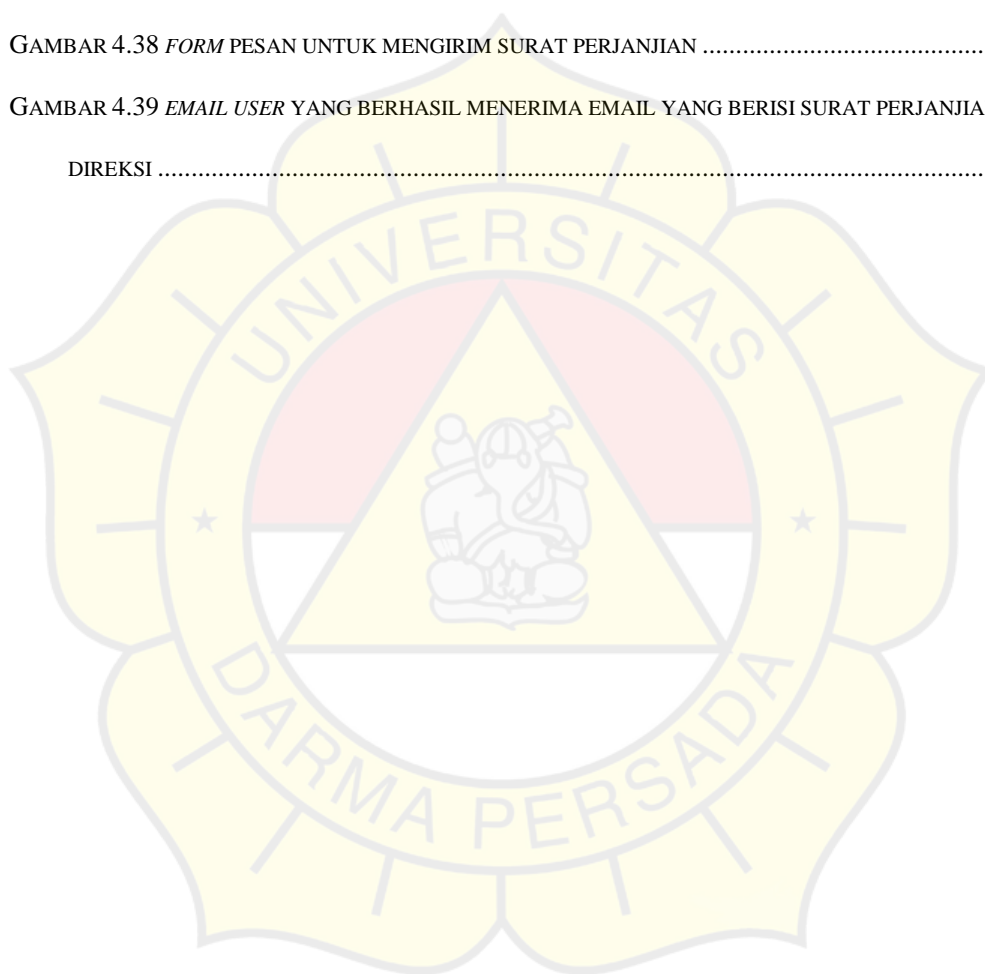 GAMBAR 4.38 FORM PESAN UNTUK MENGIRIM SURAT PERJANJIAN ..........................................
GAMBAR 4.39 EMAIL USER YANG BERHASIL MENERIMA EMAIL YANG BERISI SURAT PERJANJIA
DIREKSI ............................................................................................................................
UNIVERSITAS
DARMA PERSADA